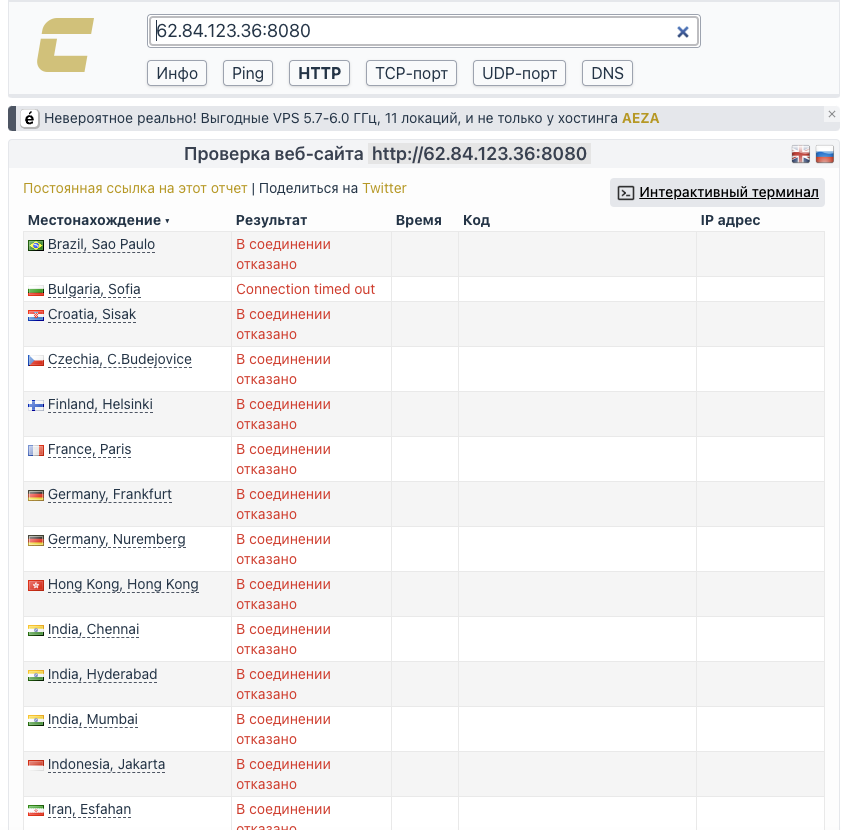 62.84.123.36:8080
Инфо Ping HTTP TCP-порт UDP-порт DNS
é Невероятное реально! Выгодные VPS 5.7-6.0 ГГц, 11 локаций, и не только у хостинга AEZA
Проверка веб-сайта http://62.84.123.36:8080
Постоянная ссылка на этот отчет | Поделиться на Twitter
Интерактивный терминал
Местонахождение Результат Время Код IP адрес
Brazil, Sao Paulo В соединении
отказано
Bulgaria, Sofia Connection timed out
Croatia, Sisak В соединении
отказано
Czechia, C.Budejovice В соединении
отказано
Finland, Helsinki В соединении
отказано
France, Paris В соединении
отказано
Germany, Frankfurt В соединении
отказано
Germany, Nuremberg В соединении
отказано
Hong Kong, Hong Kong В соединении
отказано
India, Chennai В соединении
отказано
India, Hyderabad В соединении
отказано
India, Mumbai В соединении
отказано
Indonesia, Jakarta В соединении
отказано
Iran, Esfahan В соединении
отказано